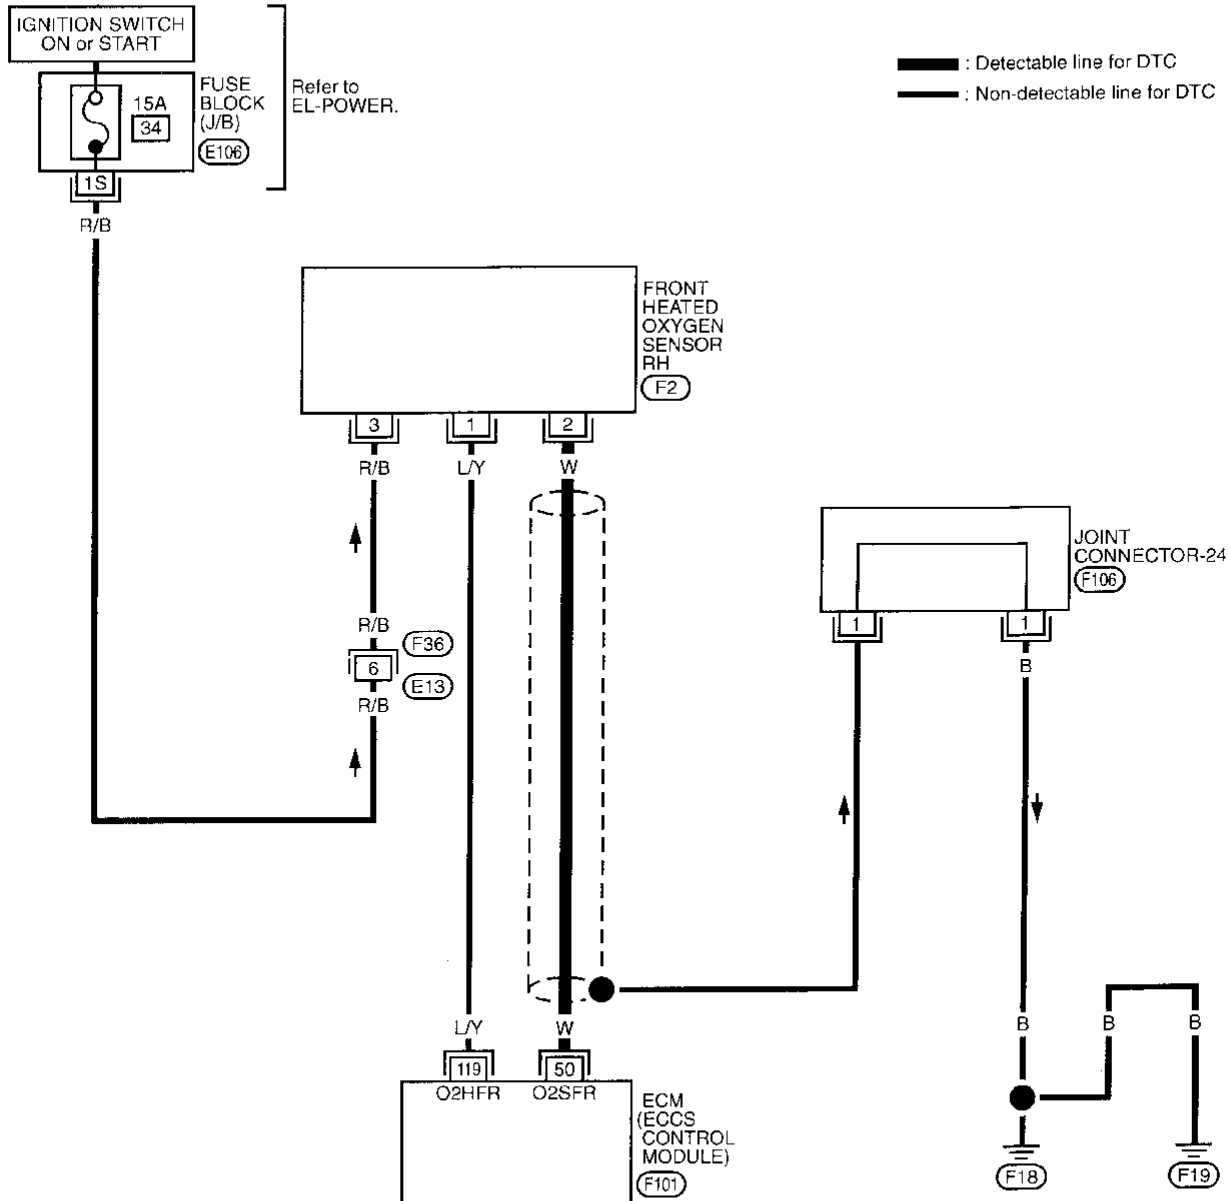 IGNITION SWITCH
ON or START
FUSE
BLOCK
(J/B)
E106
15A
34
Refer to
EL-POWER.
1S
R/B
: Detectable line for DTC
: Non-detectable line for DTC
FRONT
HEATED
OXYGEN
SENSOR
RH
F2
3
1
2
R/B
L/Y
W
JOINT
CONNECTOR-24
F106
1
1
B
R/B
F36
6
E13
R/B
L/Y
W
B
B
B
119
50
O2HFR
O2SFR
ECM
(ECCS
CONTROL
MODULE)
F101
F18
F19